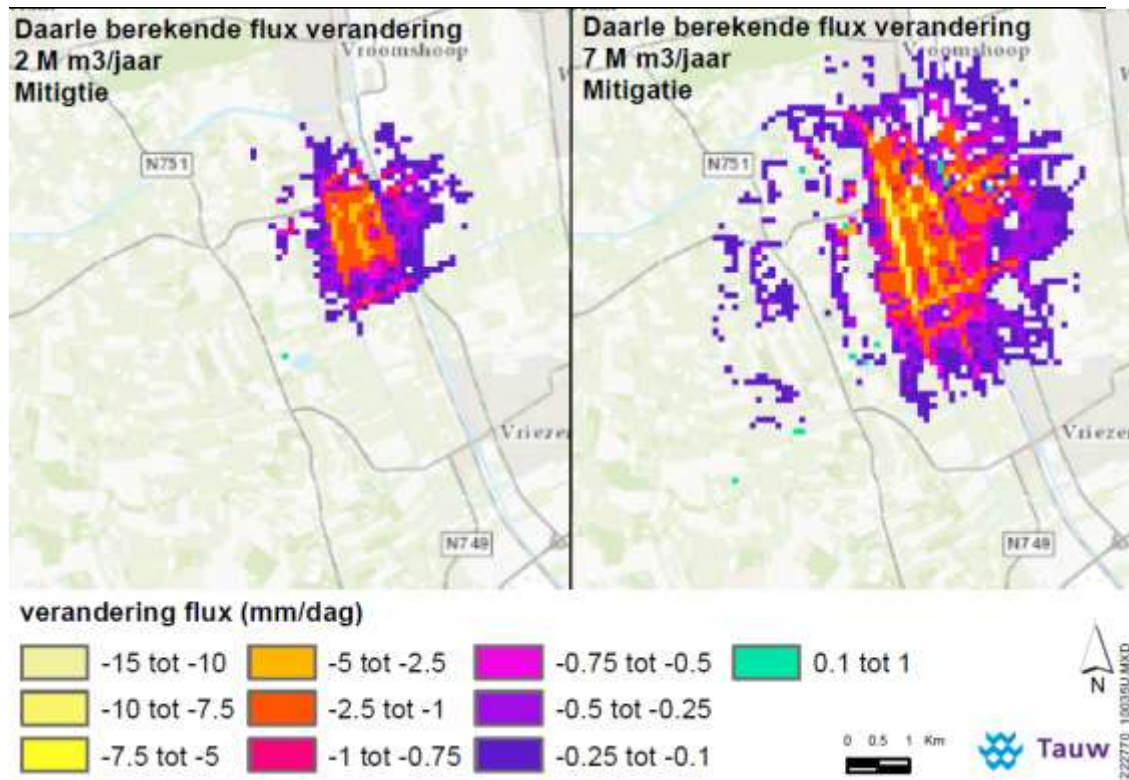 Daarle berekende flux verandering
2 M m3/jaar
Mitigtie
Vroomshoop
N751
Vriezen
N749
Daarle berekende flux verandering
7 M m3/jaar
Mitigatie
Vroomshoop
N751
Vriezen
N749
verandering flux (mm/dag)
-15 tot -10
-10 tot -7.5
-7.5 tot -5
-5 tot -2.5
-2.5 tot -1
-1 tot -0.75
-0.75 tot -0.5
-0.5 tot -0.25
-0.25 tot -0.1
0.1 tot 1
N
0 0.5 1 Km
Tauw